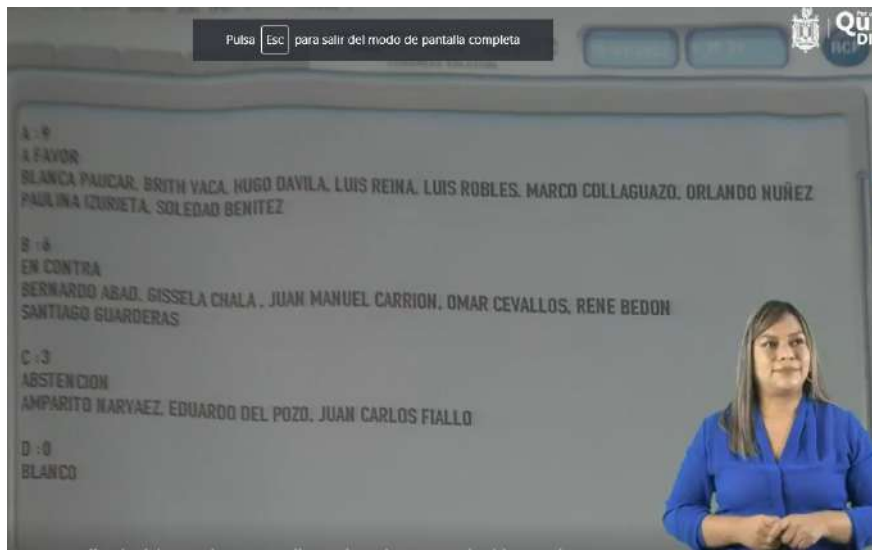 Pulsa Esc para salir del modo de pantalla completa
Qui
DI
A : 9
A FAVOR
BLANCA PAUCAR, BRITH VACA, HUGO DAVILA, LUIS REINA, LUIS ROBLES, MARCO COLLAGUAZO, ORLANDO NUÑEZ
PAULINA IZURIETA, SOLEDAD BENITEZ
B :6
EN CONTRA
BERNARDO ABAD, GISSELA CHALA , JUAN MANUEL CARRION, OMAR CEVALLOS, RENE BEDON
SANTIAGO GUARDERAS
C :3
ABSTENCION
AMPARITO NARVAEZ, EDUARDO DEL POZO, JUAN CARLOS FIALLO
D :0
BLANCO